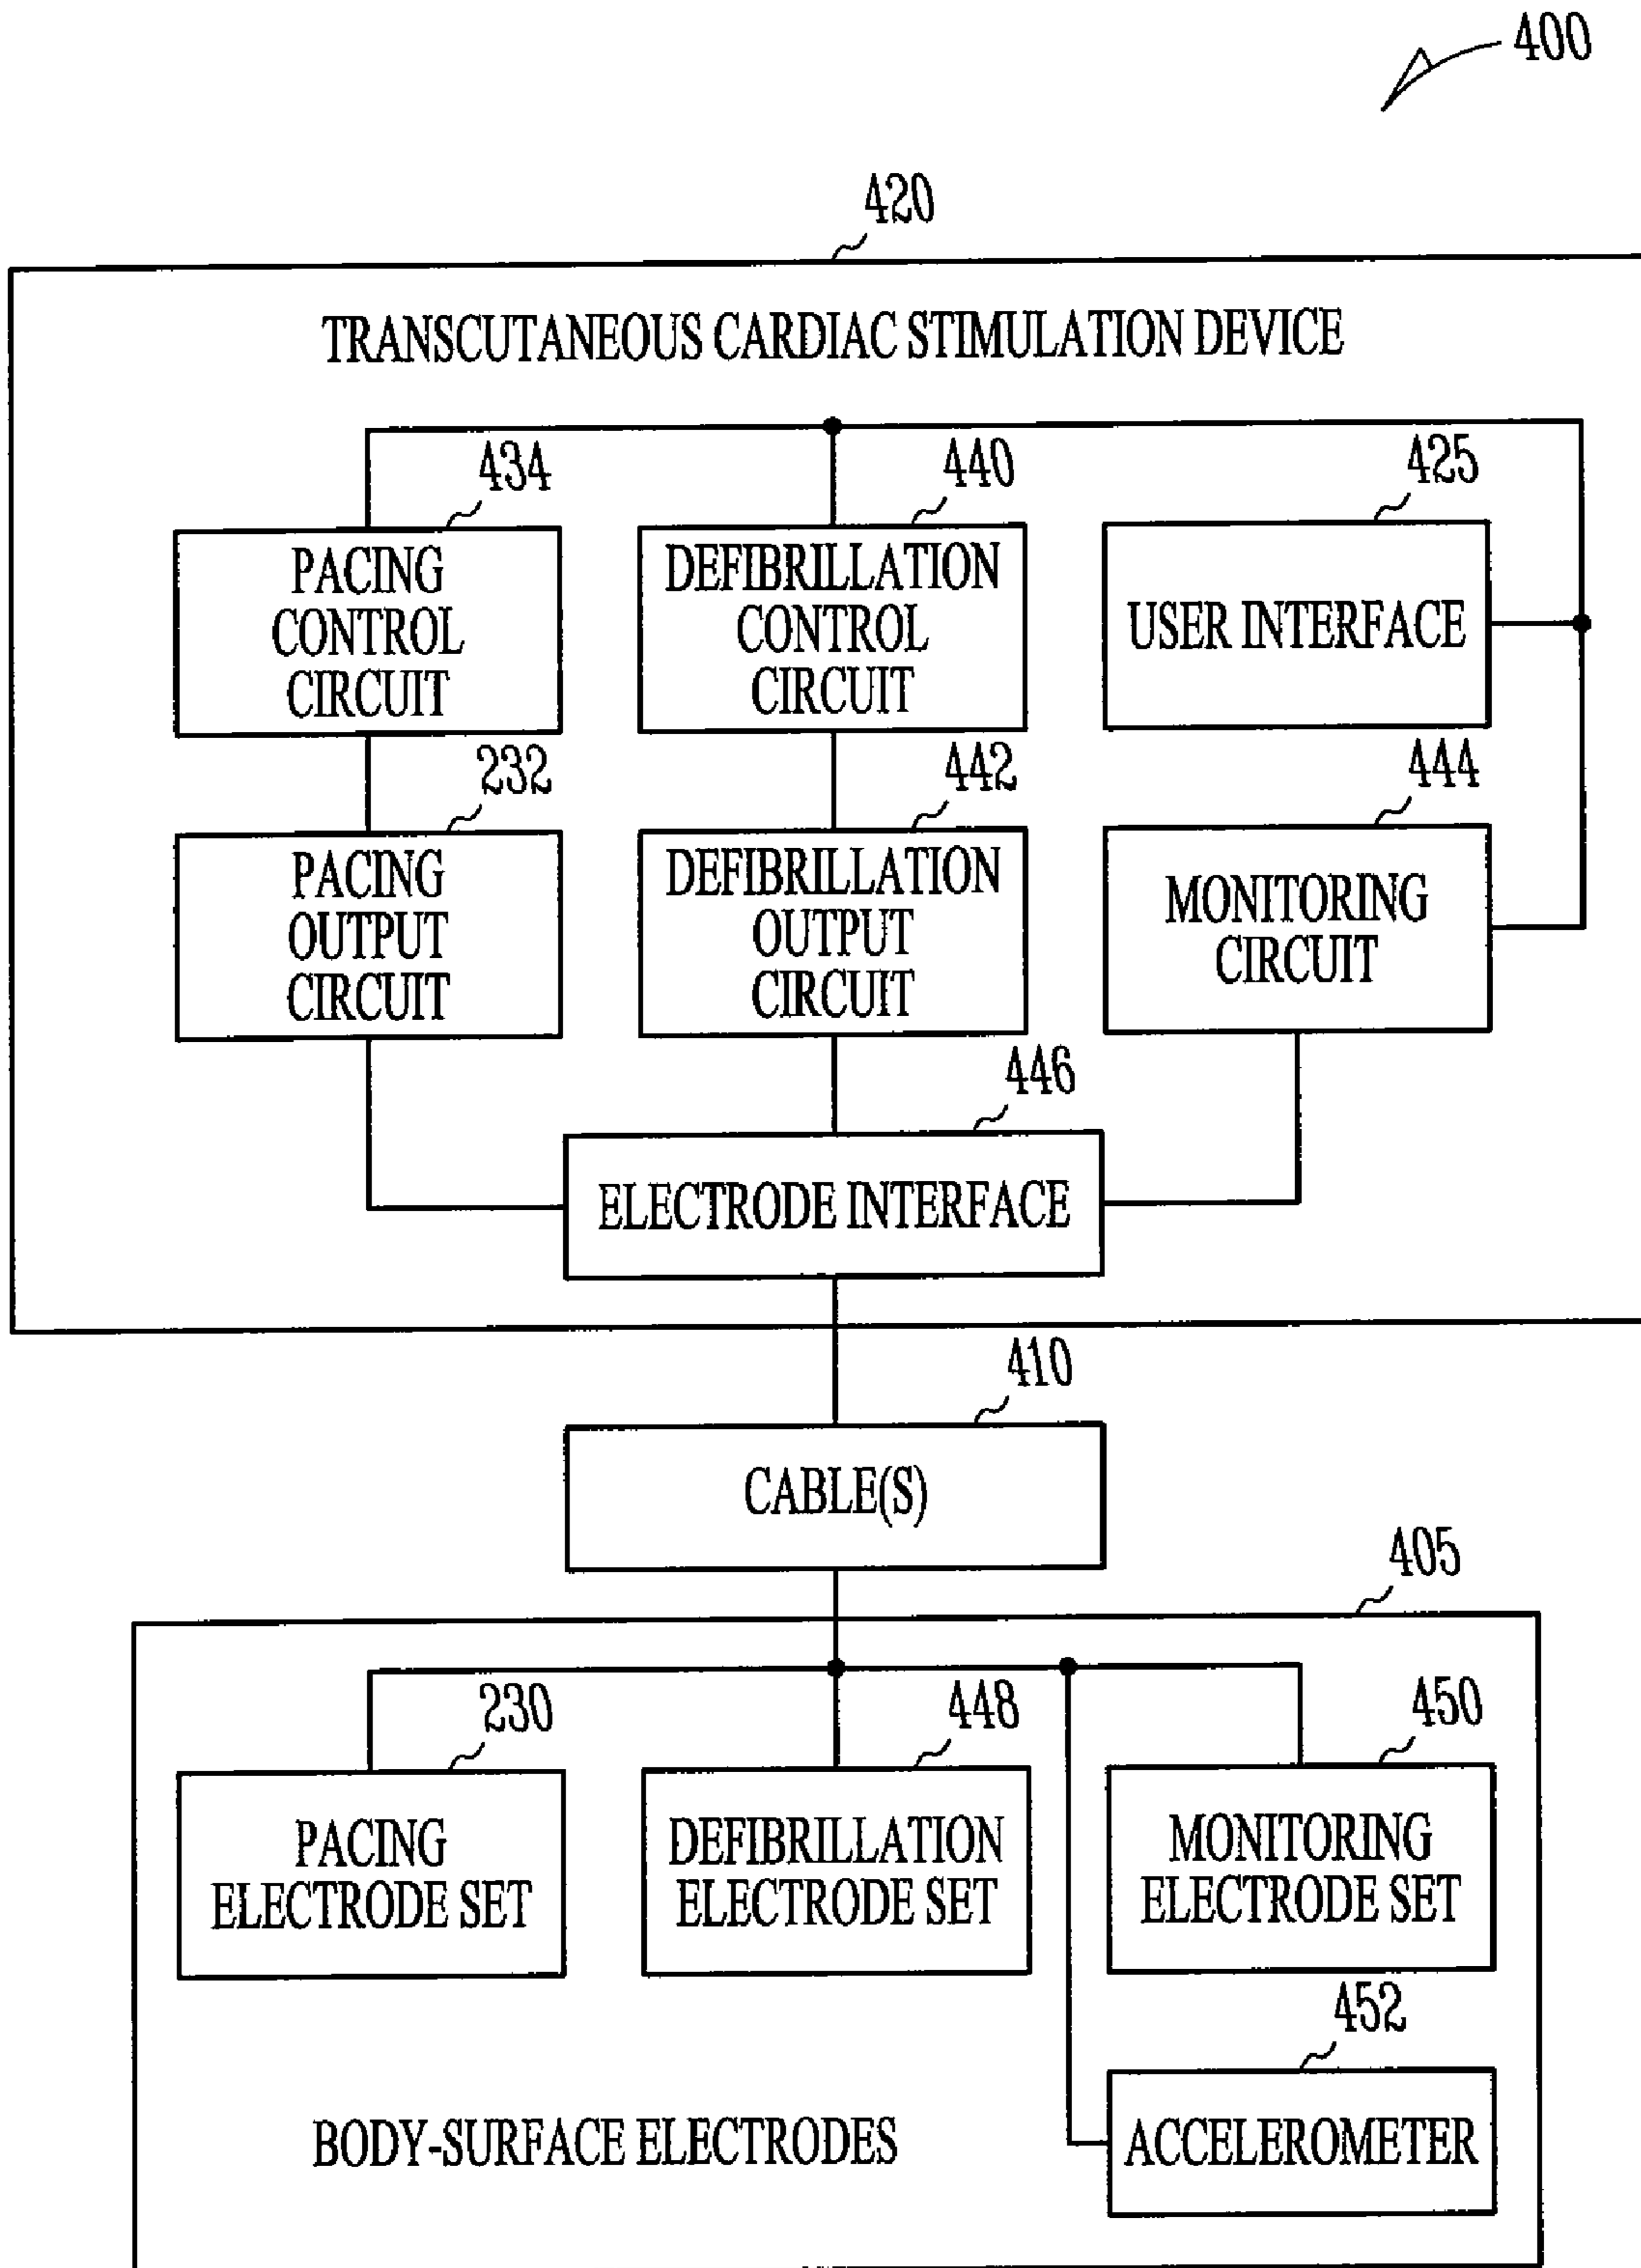 400
420
TRANSCUTANEOUS CARDIAC STIMULATION DEVICE
434
440
425
PACING
CONTROL
CIRCUIT
DEFIBRILLATION
CONTROL
CIRCUIT
USER INTERFACE
232
442
444
PACING
OUTPUT
CIRCUIT
DEFIBRILLATION
OUTPUT
CIRCUIT
MONITORING
CIRCUIT
446
ELECTRODE INTERFACE
410
CABLE(S)
405
230
448
450
PACING
ELECTRODE SET
DEFIBRILLATION
ELECTRODE SET
MONITORING
ELECTRODE SET
452
BODY-SURFACE ELECTRODES
ACCELEROMETER